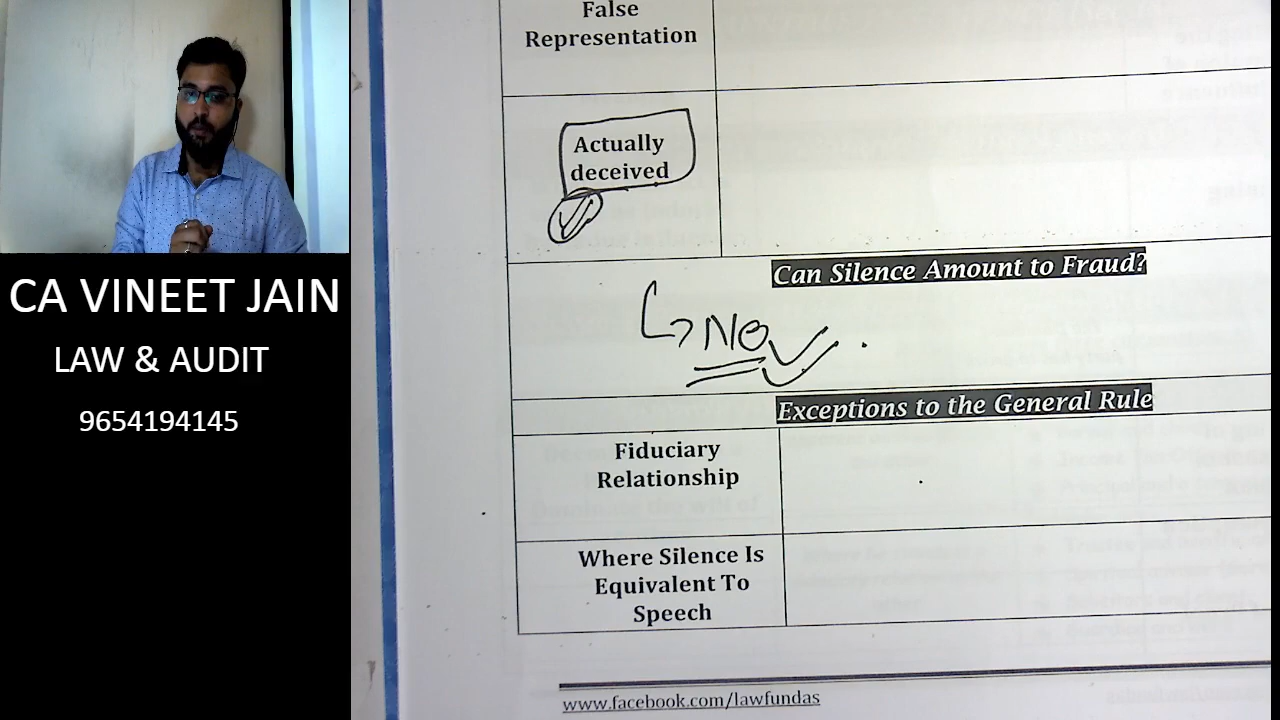 CA VINEET JAIN
LAW & AUDIT
9654194145
False
Representation
Actually
deceived
Can Silence Amount to Fraud?
NO
Exceptions to the General Rule
Fiduciary
Relationship
Where Silence Is
Equivalent To
Speech
www.facebook.com/lawfundas